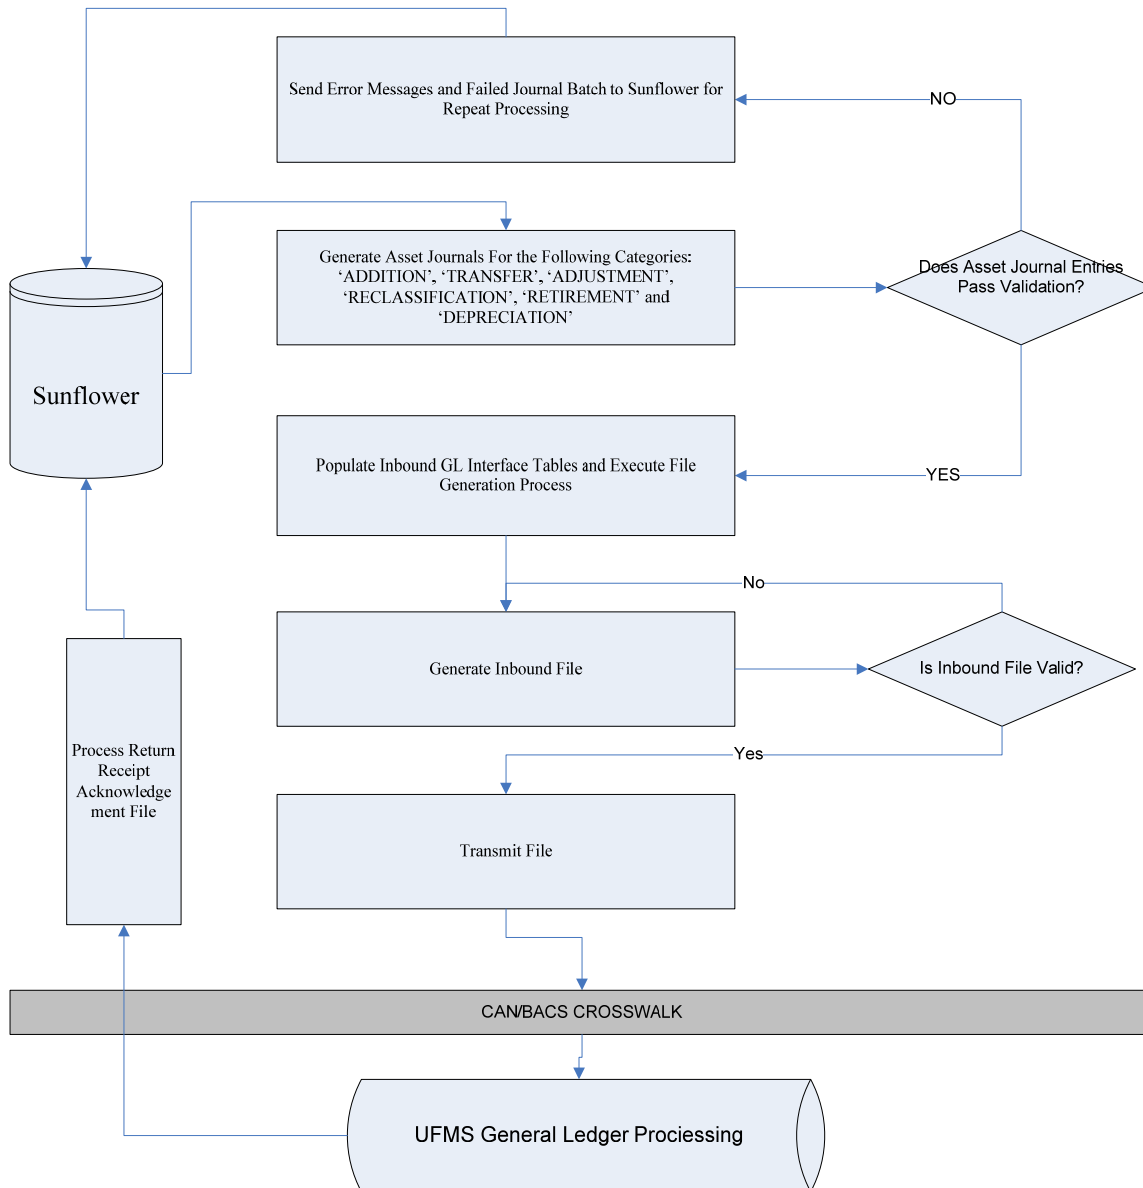 Send Error Messages and Failed Journal Batch to Sunflower for
Repeat Processing
NO
Generate Asset Journals For the Following Categories:
‘ADDITION’, ‘TRANSFER’, ‘ADJUSTMENT’,
‘RECLASSIFICATION’, ‘RETIREMENT’ and
‘DEPRECIATION’
Does Asset Journal Entries
Pass Validation?
Sunflower
Populate Inbound GL Interface Tables and Execute File
Generation Process
YES
No
Generate Inbound File
Is Inbound File Valid?
Yes
Process Return
Receipt
Acknowledge
ment File
Transmit File
CAN/BACS CROSSWALK
UFMS General Ledger Prociessing